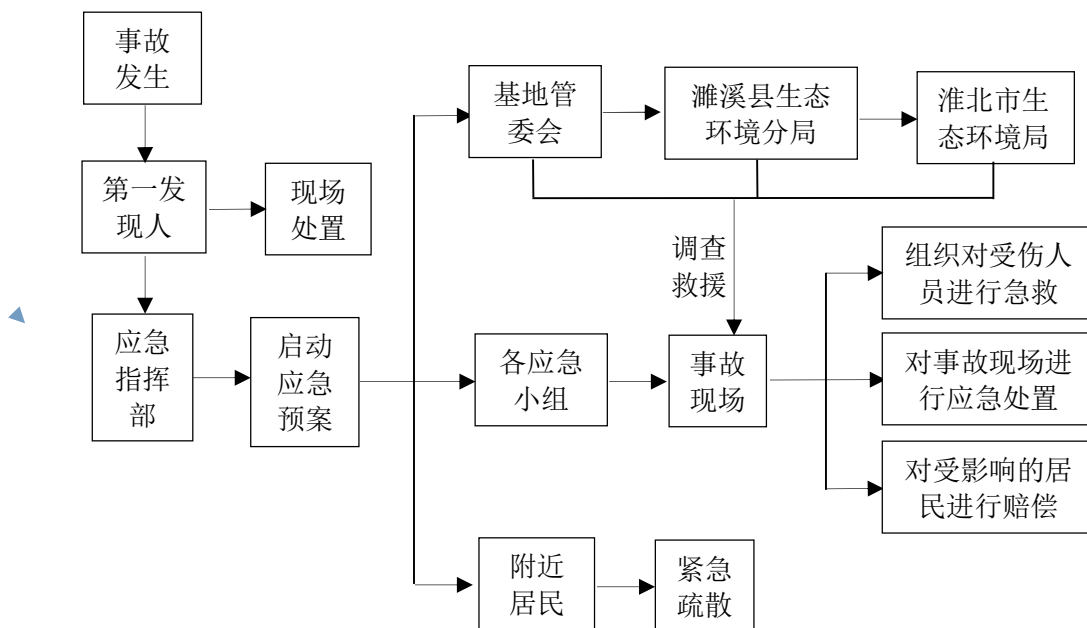 事故
发生
第一发
现人
现场
处置
应急
指挥
部
启动
应急
预案
基地管
委会
濉溪县生态
环境分局
淮北市生
态环境局
调查
救援
各应急
小组
事故
现场
组织对受伤人
员进行急救
对事故现场进
行应急处置
对受影响的居
民进行赔偿
附近
居民
紧急
疏散